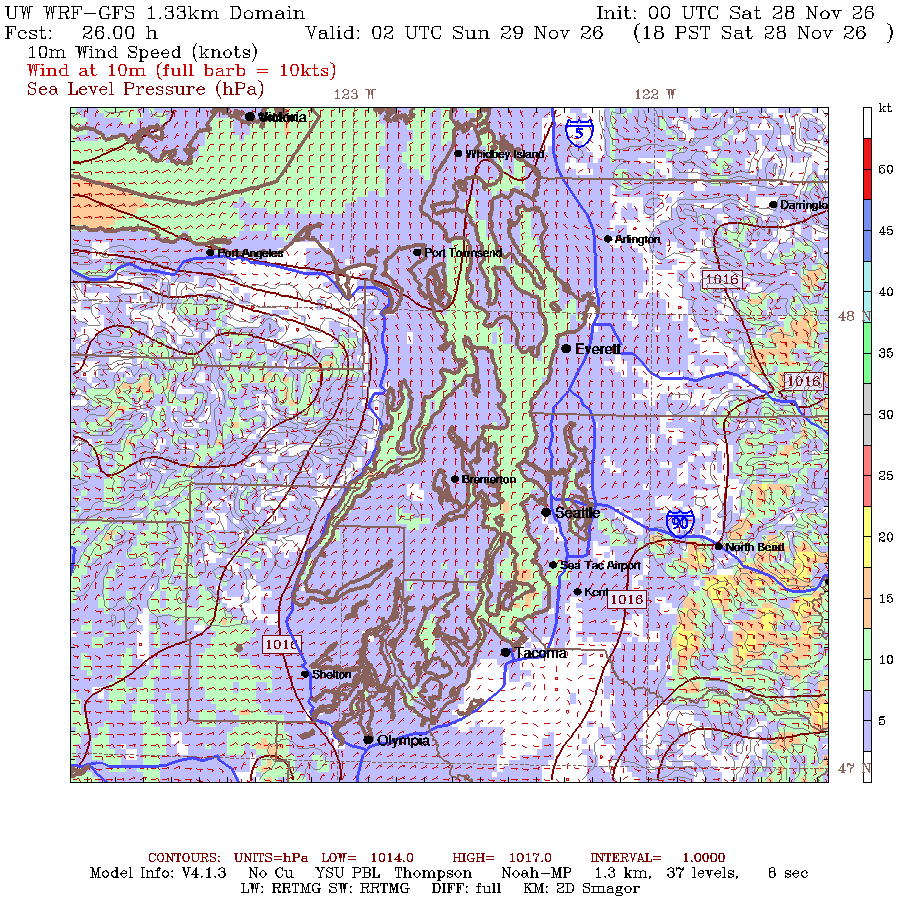 UW WRF-GFS 1.33km Domain Init: 00 UTC Sat 28 Nov 26
Fcst: 26.00 h Valid: 02 UTC Sun 29 Nov 26 (18 PST Sat 28 Nov 26 )
10m Wind Speed (knots)
Wind at 10m (full barb = 10kts)
Sea Level Pressure (hPa)
123 W 122 W
kt
Victoria
5
Whidbey Island
60
Darringto
45
Arlington
Port Angeles
Port Townsend
1016
40
48 N
Everett
35
1016
30
25
Bremerton
Seattle
90
20
North Bend
Sea Tac Airport
Kent
1016
15
1016
Tacoma
10
Shelton
5
Olympia
47 N
CONTOURS: UNITS=hPa LOW= 1014.0 HIGH= 1017.0 INTERVAL= 1.0000
Model Info: V4.1.3 No Cu YSU PBL Thompson Noah-MP 1.3 km, 37 levels, 8 sec
LW: RRTMG SW: RRTMG DIFF: full KM: 2D Smagor